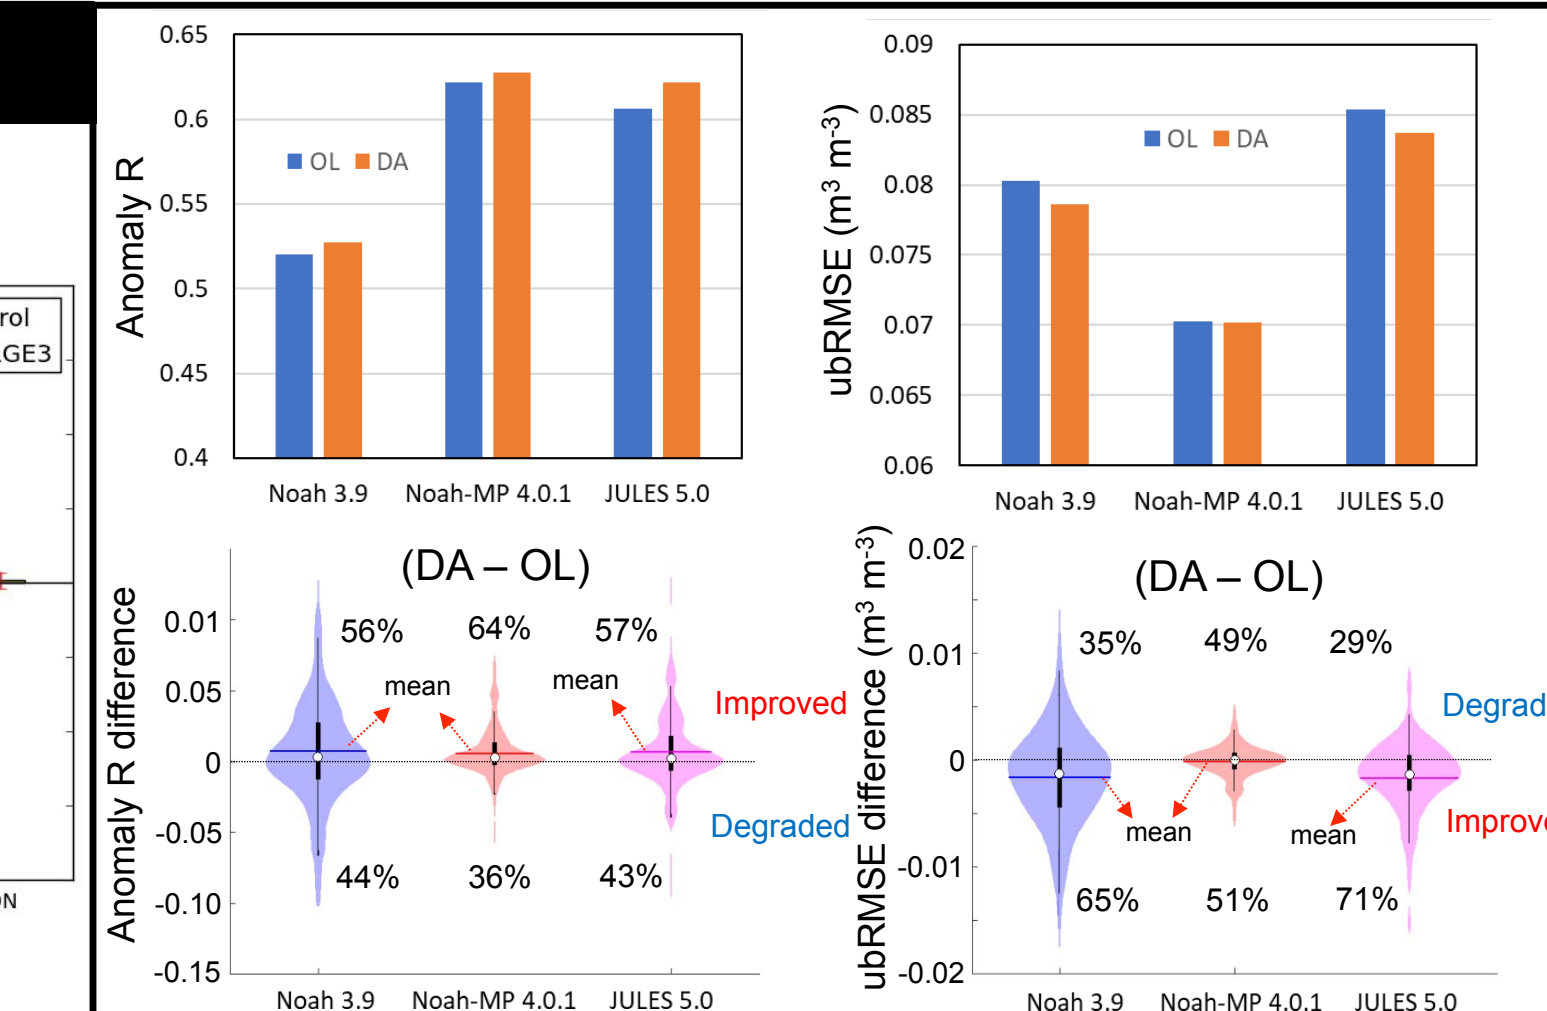 rol
GE3
ON
0.65
0.6
0.55
0.5
0.45
0.4
Anomaly R
OL DA
Noah 3.9 Noah-MP 4.0.1 JULES 5.0
0.09
0.085
0.08
0.075
0.07
0.065
0.06
ubRMSE (m³ m⁻³)
OL DA
Noah 3.9 Noah-MP 4.0.1 JULES 5.0
(DA – OL)
0.01
0.05
0
-0.05
-0.10
-0.15
Anomaly R difference
56% 64% 57%
mean mean
Improved
Degraded
44% 36% 43%
Noah 3.9 Noah-MP 4.0.1 JULES 5.0
(DA – OL)
0.02
0.01
0
-0.01
-0.02
ubRMSE difference (m³ m⁻³)
35% 49% 29%
Degrad
Improve
mean mean
65% 51% 71%
Noah 3.9 Noah-MP 4.0.1 JULES 5.0